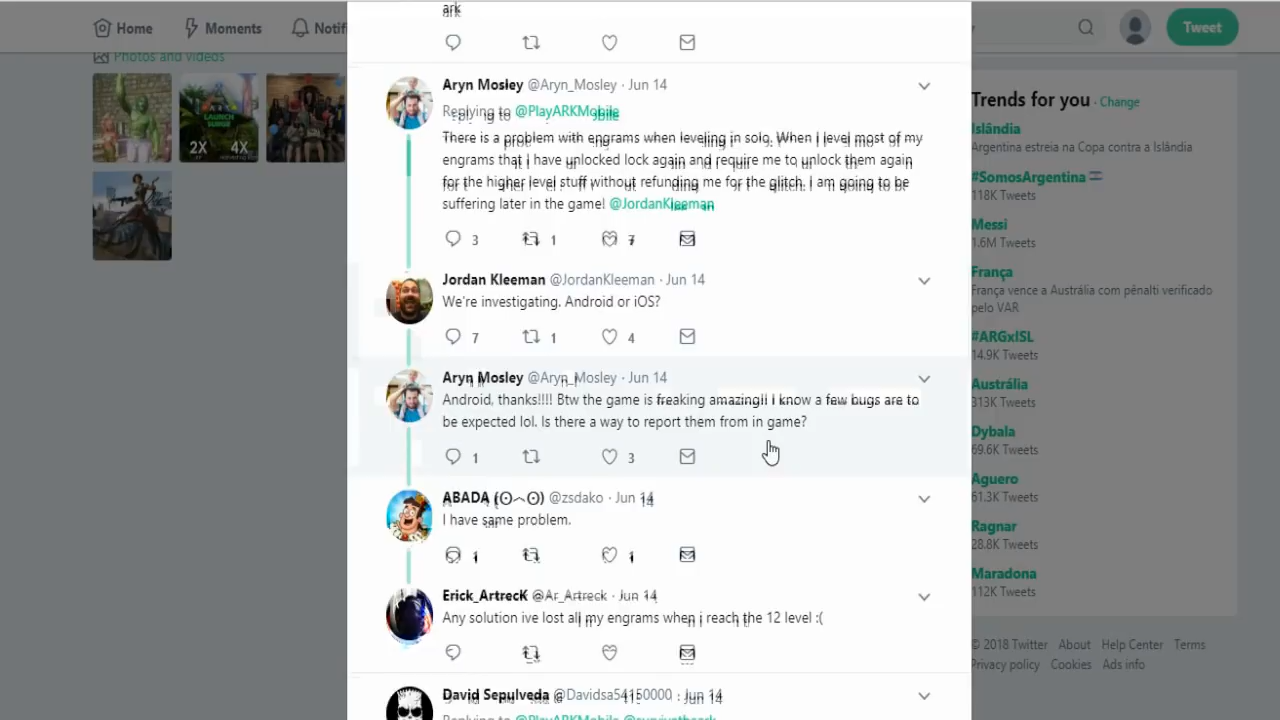 ark
Home
Moments
Tweet
Photos and videos
Aryn Mosley @Aryn_Mosley · Jun 14
Replying to @PlayARKMobile
There is a problem with engrams when leveling in solo. When i level most of my
engrams that i have unlocked lock again and require me to unlock them again
for the higher level stuff without refunding me for the glitch. I am going to be
suffering later in the game! @JordanKleeman
3 1 7
Jordan Kleeman @JordanKleeman · Jun 14
We're investigating. Android or iOS?
7 1 4
Aryn Mosley @Aryn_Mosley · Jun 14
Android, thanks!!!! Btw the game is freaking amazing!! I know a few bugs are to
be expected lol. Is there a way to report them from in game?
1 3
ABADA (ʘ︵ʘ) @zsdako · Jun 14
I have same problem.
1 1
Erick_ArtrecK @Ar_Artreck · Jun 14
Any solution ive lost all my engrams when i reach the 12 level :(
David Sepulveda @Davidsa54150000 · Jun 14
Replying to @PlayARKMobile @survivetheark
Trends for you · Change
Islândia
Argentina estreia na Copa contra a Islândia
#SomosArgentina
118K Tweets
Messi
1.6M Tweets
França
França vence a Austrália com pénalti verificado
pelo VAR
#ARGxISL
14.9K Tweets
Austrália
313K Tweets
Dybala
69.6K Tweets
Aguero
61.3K Tweets
Ragnar
28.8K Tweets
Maradona
112K Tweets
© 2018 Twitter About Help Center Terms
Privacy policy Cookies Ads info